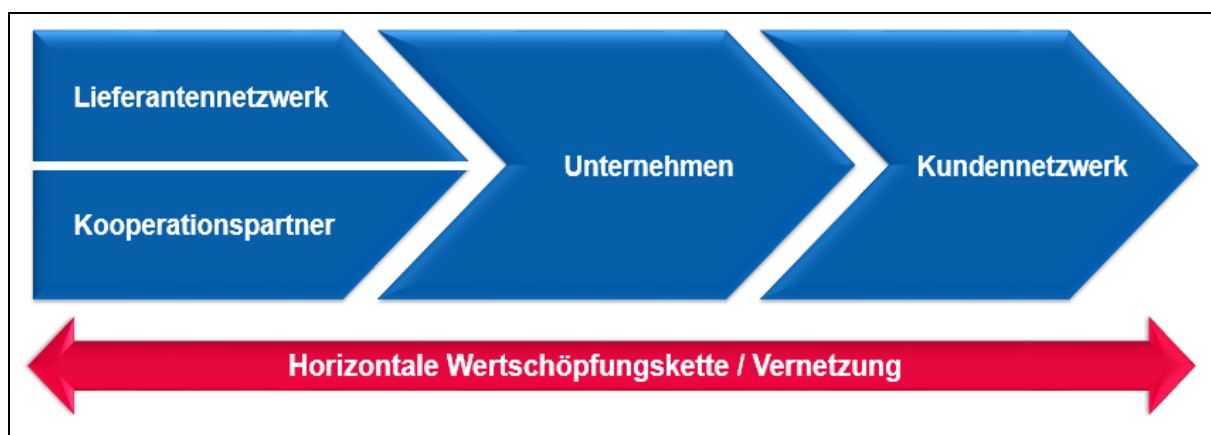 Lieferantennetzwerk
Kooperationspartner
Unternehmen
Kundennetzwerk
Horizontale Wertschöpfungskette / Vernetzung